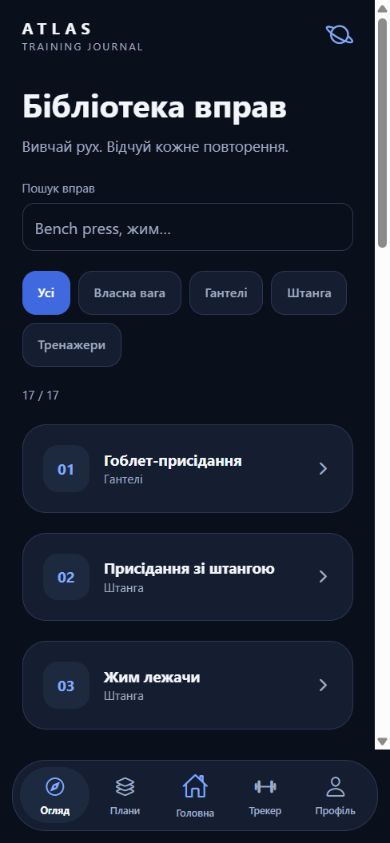 ATLAS
TRAINING JOURNAL
Бібліотека вправ
Вивчай рух. Відчуй кожне повторення.
Пошук вправ
Bench press, жим...
Усі
Власна вага
Гантелі
Штанга
Тренажери
17 / 17
01
Гоблет-присідання
Гантелі
02
Присідання зі штангою
Штанга
03
Жим лежачи
Штанга
Огляд
Плани
Головна
Трекер
Профіль